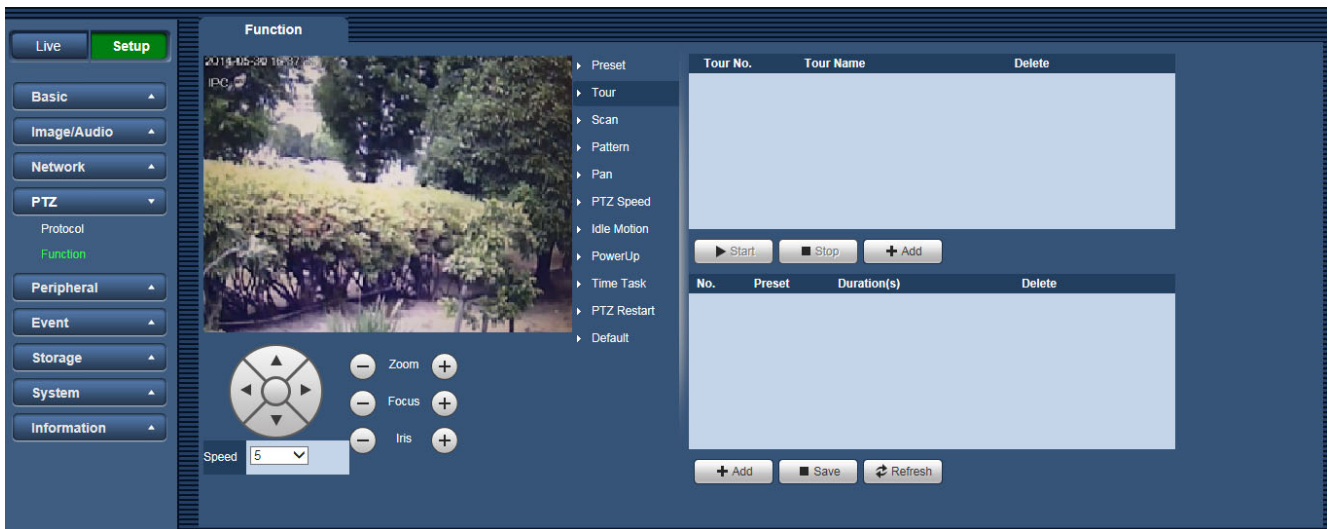 Live Setup
Basic
Image/Audio
Network
PTZ
Protocol
Function
Peripheral
Event
Storage
System
Information
Function
IPC
Zoom
Focus
Iris
Speed 5
Preset
Tour
Scan
Pattern
Pan
PTZ Speed
Idle Motion
PowerUp
Time Task
PTZ Restart
Default
Tour No. Tour Name Delete
Start Stop Add
No. Preset Duration(s) Delete
Add Save Refresh